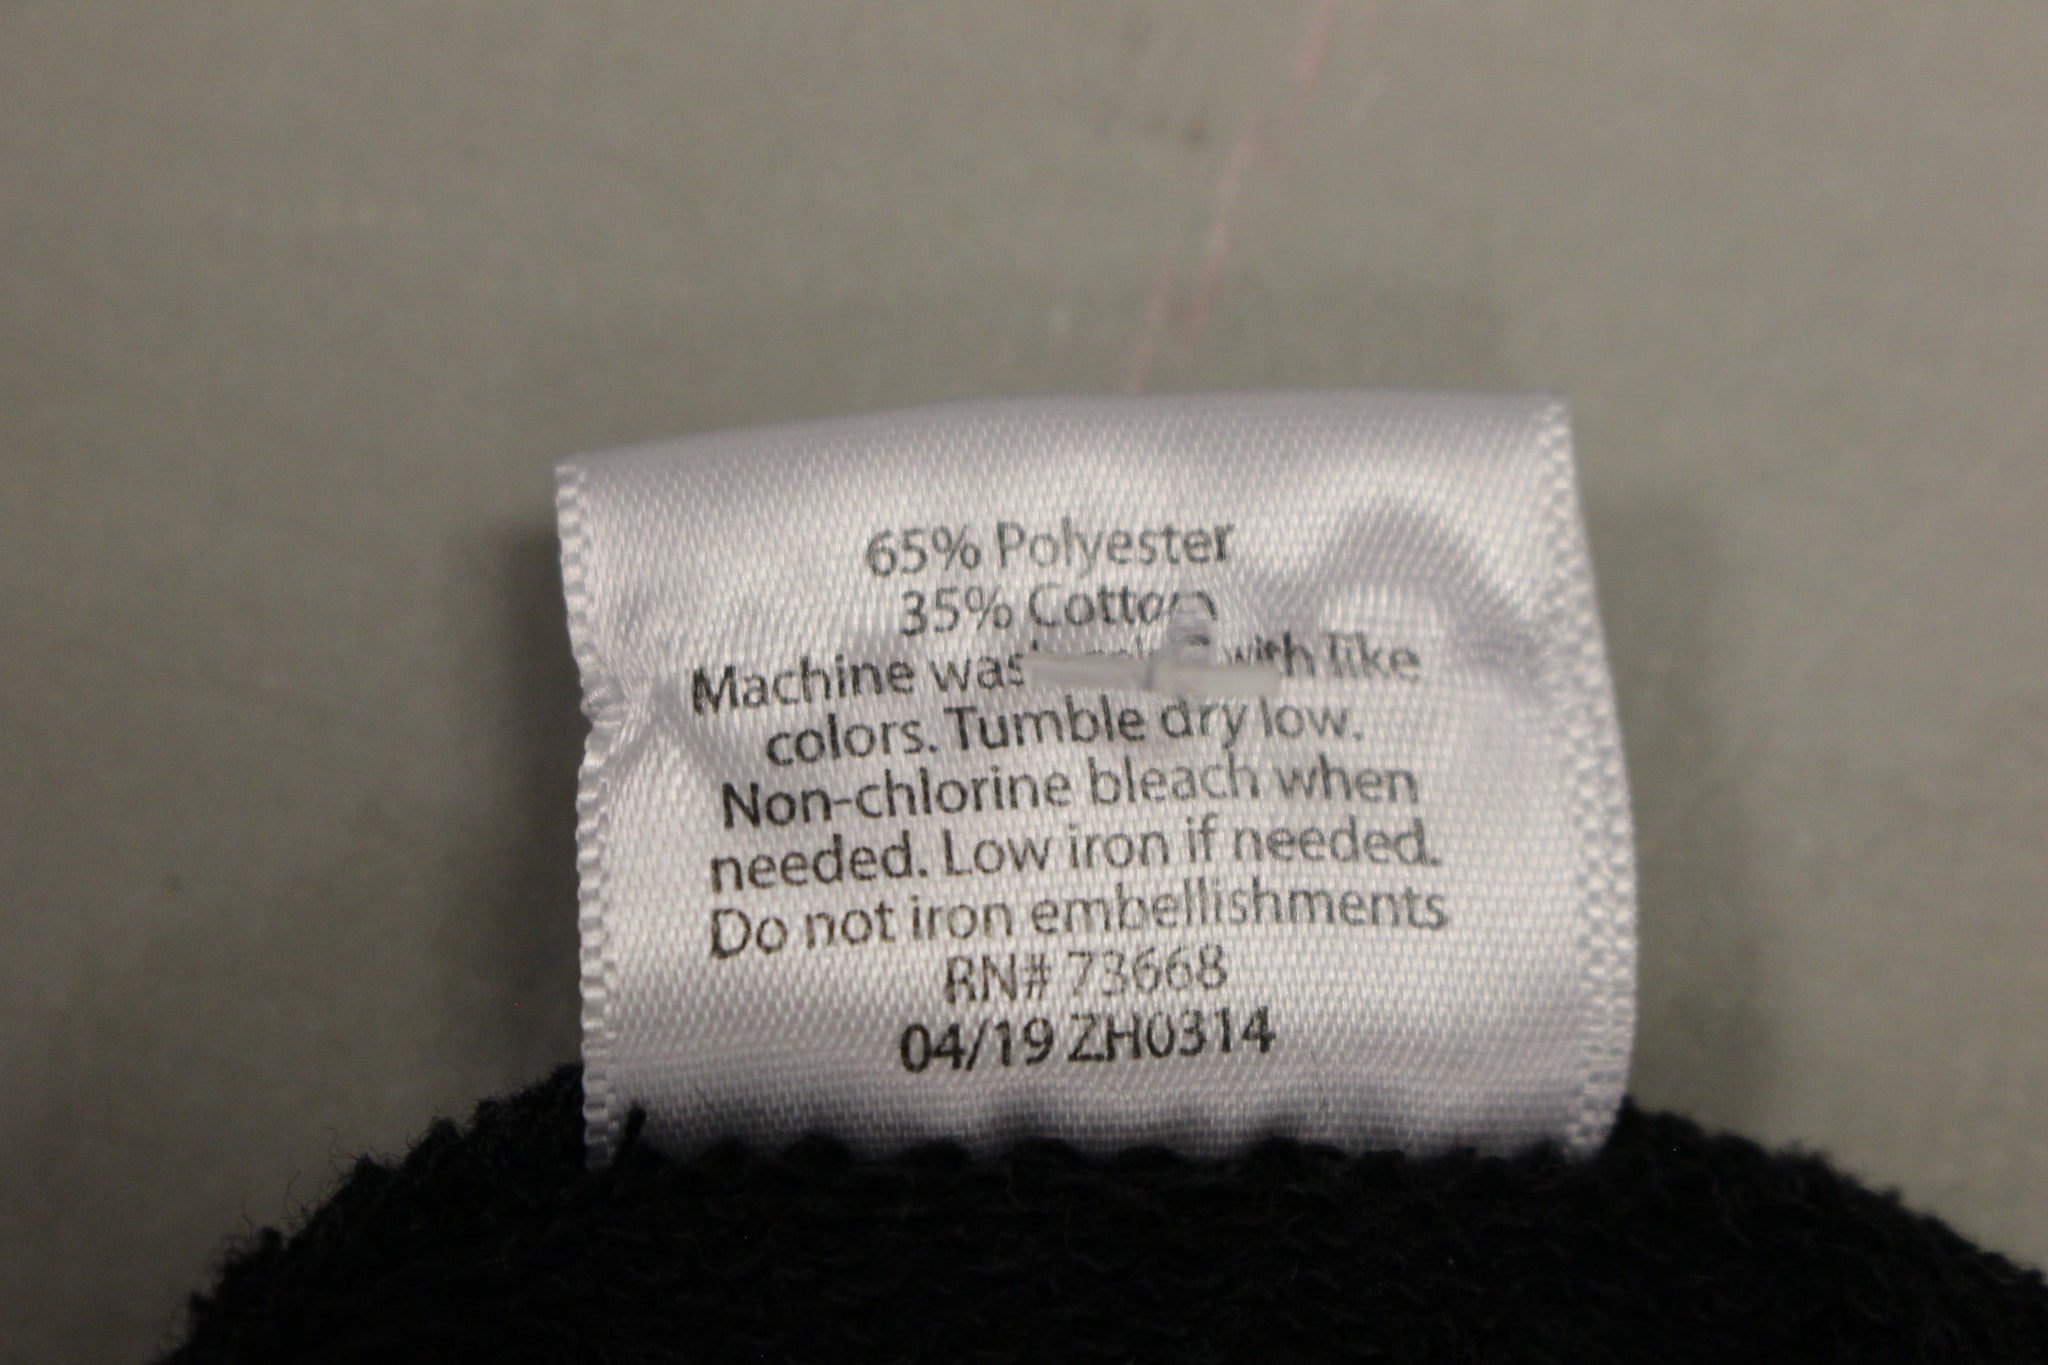 65% Polyester
35% Cotton
Machine wash with like
colors. Tumble dry low.
Non-chlorine bleach when
needed. Low iron if needed.
Do not iron embellishments
RN# 73668
04/19 ZH0314